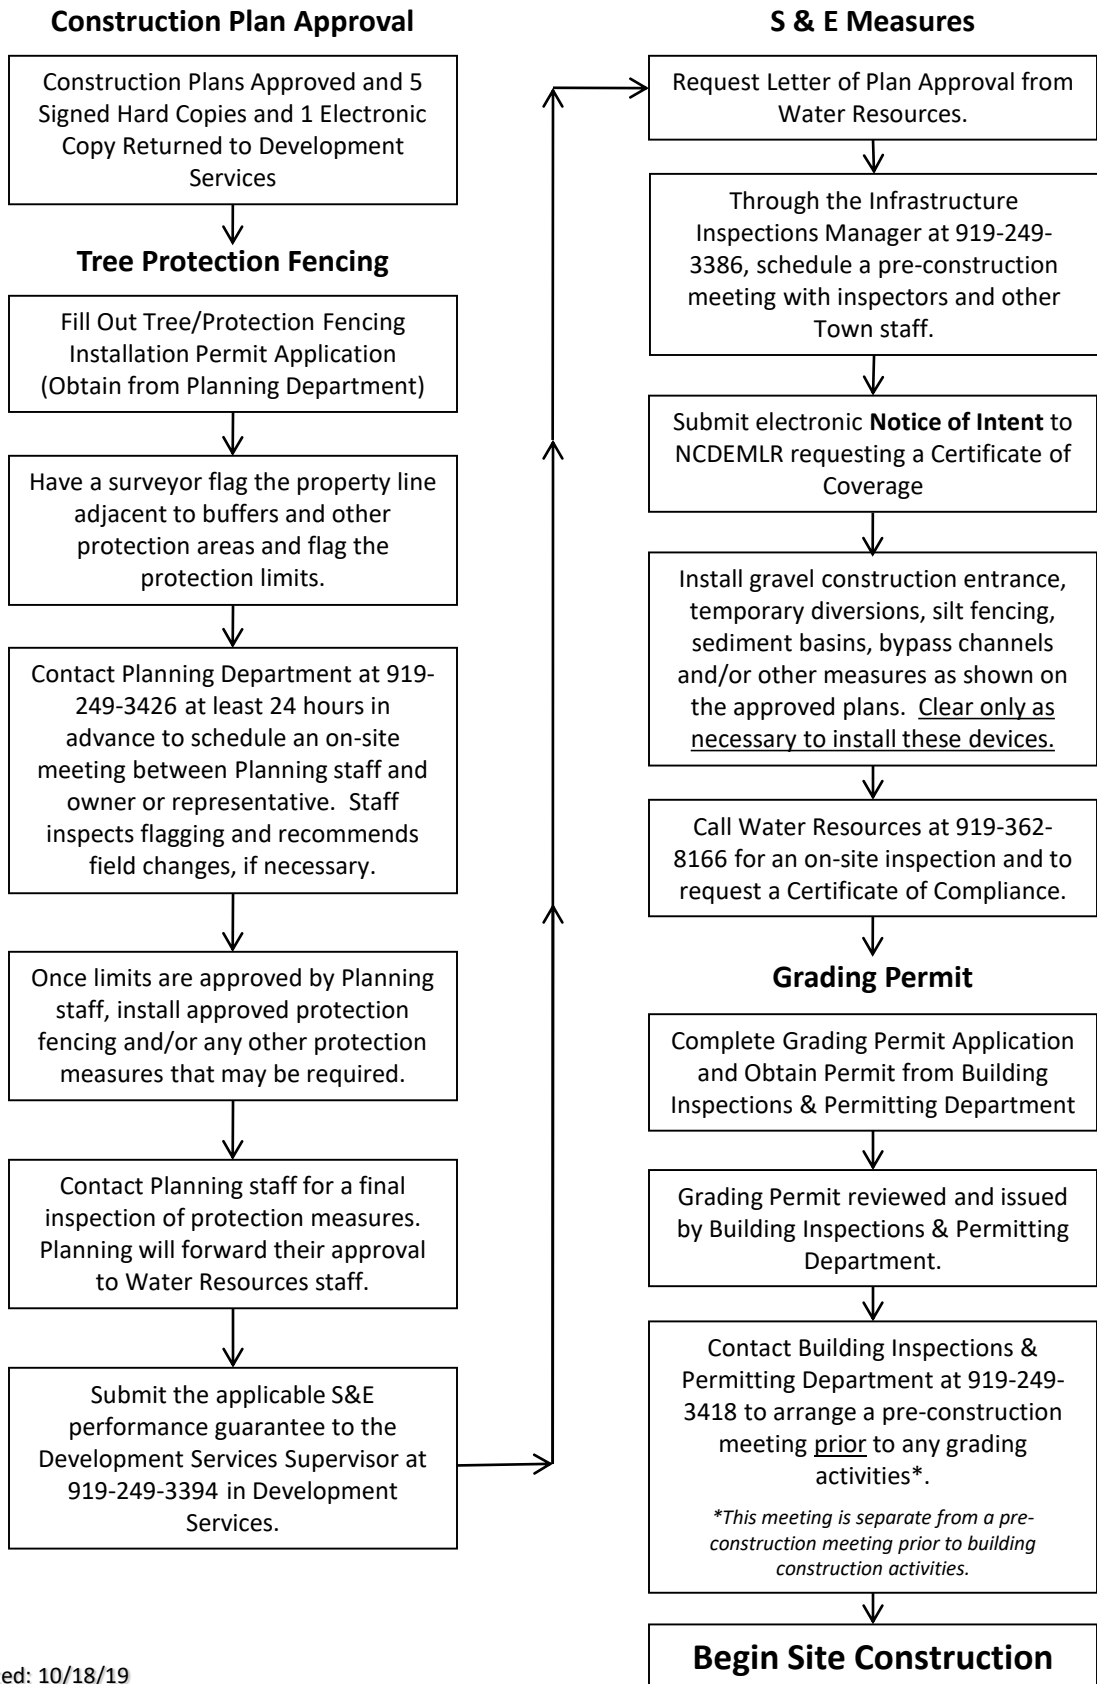 Construction Plan Approval
Construction Plans Approved and 5
Signed Hard Copies and 1 Electronic
Copy Returned to Development
Services
Tree Protection Fencing
Fill Out Tree/Protection Fencing
Installation Permit Application
(Obtain from Planning Department)
Have a surveyor flag the property line
adjacent to buffers and other
protection areas and flag the
protection limits.
Contact Planning Department at 919-
249-3426 at least 24 hours in
advance to schedule an on-site
meeting between Planning staff and
owner or representative. Staff
inspects flagging and recommends
field changes, if necessary.
Once limits are approved by Planning
staff, install approved protection
fencing and/or any other protection
measures that may be required.
Contact Planning staff for a final
inspection of protection measures.
Planning will forward their approval
to Water Resources staff.
Submit the applicable S&E
performance guarantee to the
Development Services Supervisor at
919-249-3394 in Development
Services.
S & E Measures
Request Letter of Plan Approval from
Water Resources.
Through the Infrastructure
Inspections Manager at 919-249-
3386, schedule a pre-construction
meeting with inspectors and other
Town staff.
Submit electronic Notice of Intent to
NCDEMLR requesting a Certificate of
Coverage
Install gravel construction entrance,
temporary diversions, silt fencing,
sediment basins, bypass channels
and/or other measures as shown on
the approved plans. Clear only as
necessary to install these devices.
Call Water Resources at 919-362-
8166 for an on-site inspection and to
request a Certificate of Compliance.
Grading Permit
Complete Grading Permit Application
and Obtain Permit from Building
Inspections & Permitting Department
Grading Permit reviewed and issued
by Building Inspections & Permitting
Department.
Contact Building Inspections &
Permitting Department at 919-249-
3418 to arrange a pre-construction
meeting prior to any grading
activities*.
*This meeting is separate from a pre-
construction meeting prior to building
construction activities.
Begin Site Construction
ed: 10/18/19